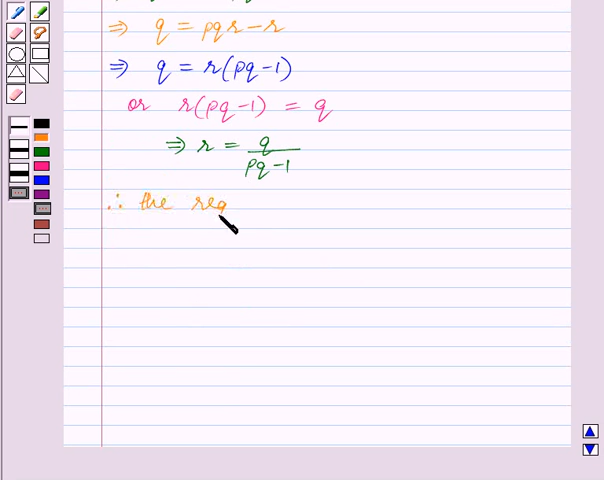 ⇒ q = pqr − r
⇒ q = r(pq − 1)
or r(pq − 1) = q
⇒ r = q/(pq − 1)
∴ the req